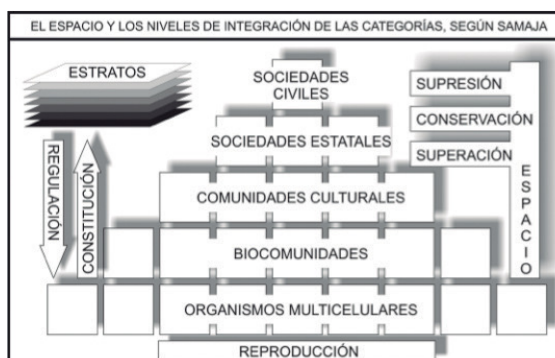 EL ESPACIO Y LOS NIVELES DE INTEGRACIÓN DE LAS CATEGORÍAS, SEGÚN SAMAJA
ESTRATOS
REGULACIÓN
CONSTITUCIÓN
SOCIEDADES
CIVILES
SOCIEDADES ESTATALES
COMUNIDADES CULTURALES
BIOCOMUNIDADES
ORGANISMOS MULTICELULARES
REPRODUCCIÓN
SUPRESIÓN
CONSERVACIÓN
SUPERACIÓN
ESPACIO